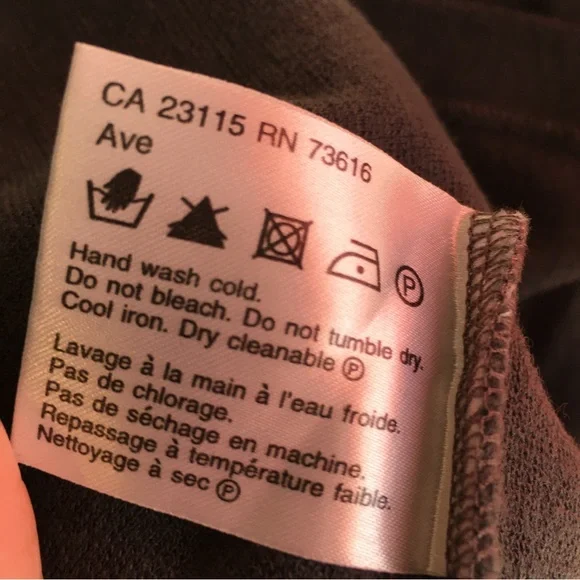 CA 23115 RN 73616
Ave
Hand wash cold.
Do not bleach. Do not tumble dry.
Cool iron. Dry cleanable Ⓟ
Lavage à la main à l'eau froide.
Pas de chlorage.
Pas de séchage en machine.
Repassage à température faible.
Nettoyage à sec Ⓟ